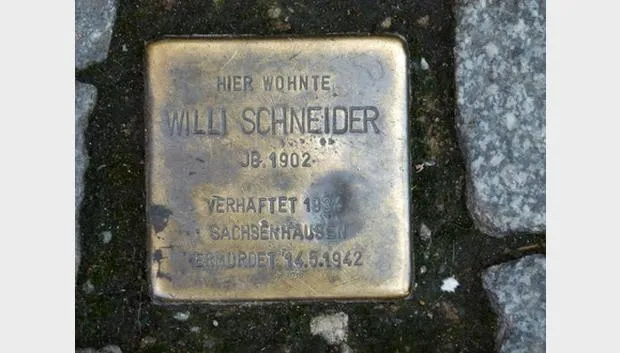 HIER WOHNTE
WILLI SCHNEIDER
JG. 1902
VERHAFTET
SACHSENHAUSEN
ERMORDET 14.5.1942